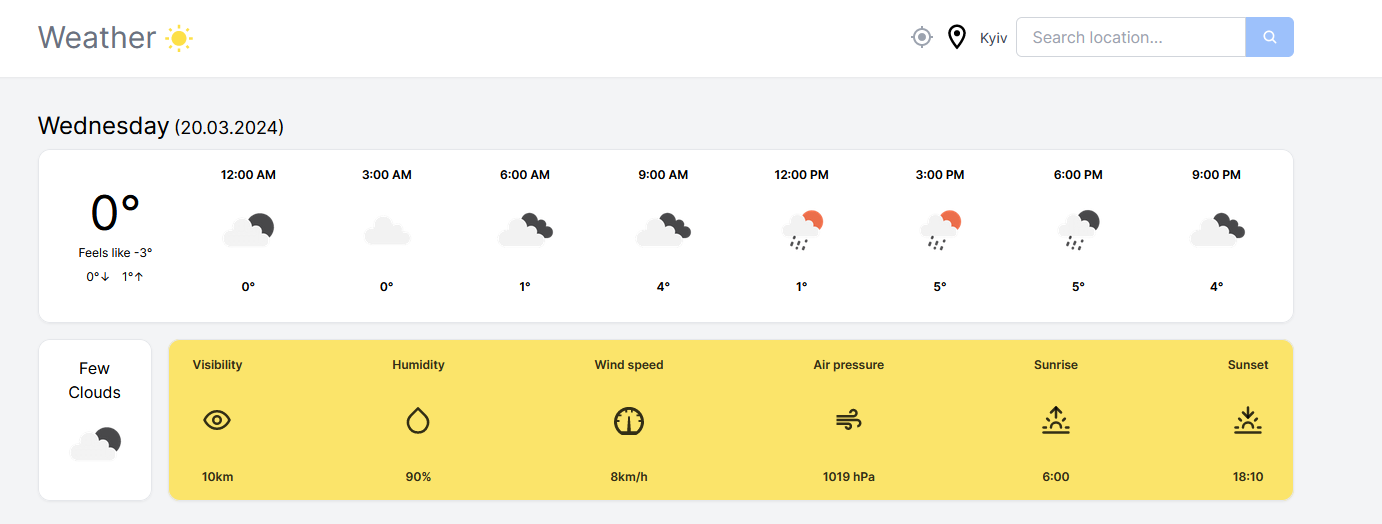 Weather
Kyiv
Search location...
Wednesday (20.03.2024)
12:00 AM 3:00 AM 6:00 AM 9:00 AM 12:00 PM 3:00 PM 6:00 PM 9:00 PM
0°
Feels like -3°
0°↓ 1°↑
0° 0° 1° 4° 1° 5° 5° 4°
Few
Clouds
Visibility Humidity Wind speed Air pressure Sunrise Sunset
10km 90% 8km/h 1019 hPa 6:00 18:10